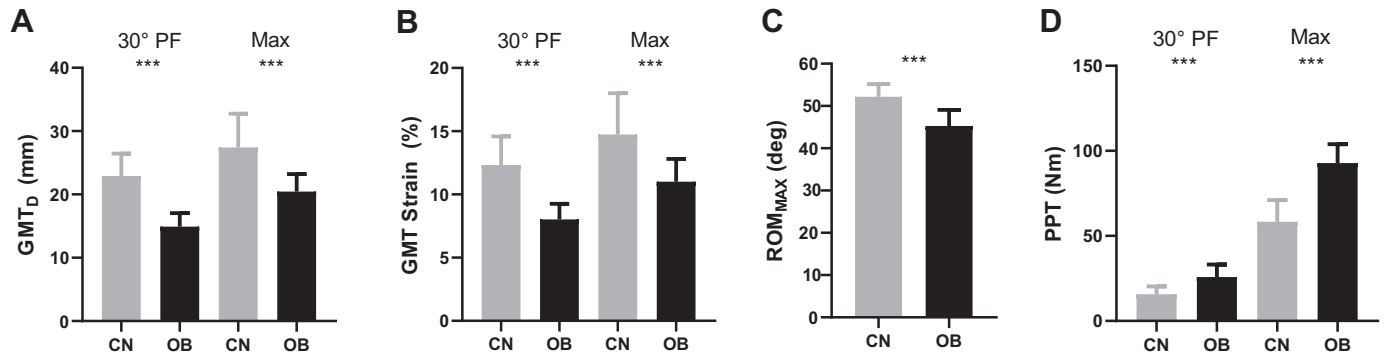 A
30° PF
Max
***
***
GMT_D (mm)
40
30
20
10
0
CN
OB
CN
OB
B
30° PF
Max
***
***
GMT Strain (%)
20
15
10
5
0
CN
OB
CN
OB
C
***
ROM_MAX (deg)
60
50
40
30
20
10
0
CN
OB
D
30° PF
Max
***
***
PPT (Nm)
150
100
50
0
CN
OB
CN
OB